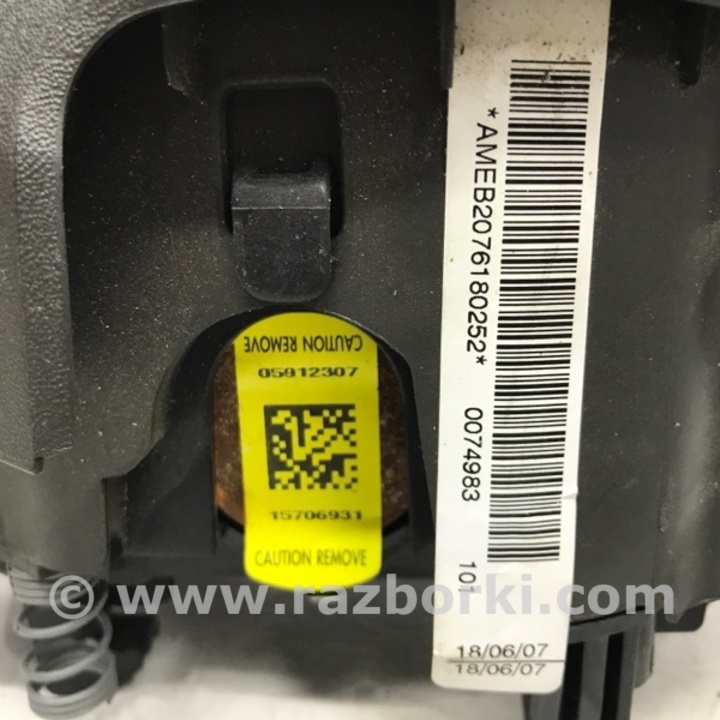 CAUTION REMOVE
05912307
15706931
CAUTION REMOVE
*AMEB2076180252* 0074983 101
18/06/07
18/06/07
© www.razborki.com